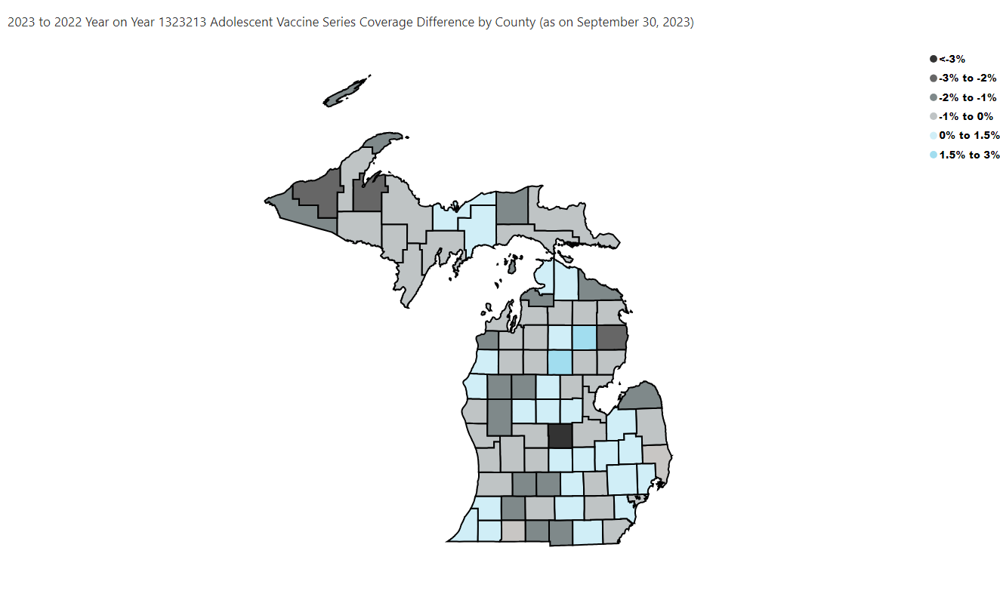 2023 to 2022 Year on Year 1323213 Adolescent Vaccine Series Coverage Difference by County (as on September 30, 2023)
<-3%
-3% to -2%
-2% to -1%
-1% to 0%
0% to 1.5%
1.5% to 3%